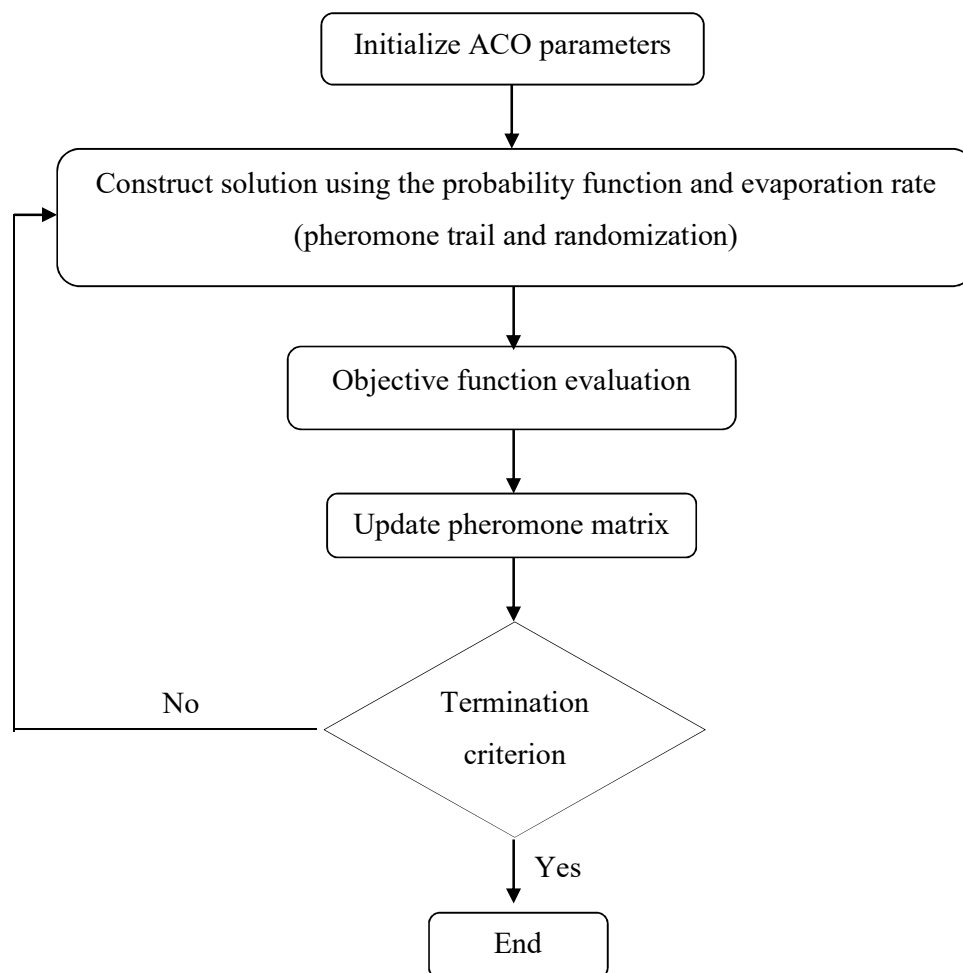 Initialize ACO parameters
Construct solution using the probability function and evaporation rate
(pheromone trail and randomization)
Objective function evaluation
Update pheromone matrix
No
Termination
criterion
Yes
End